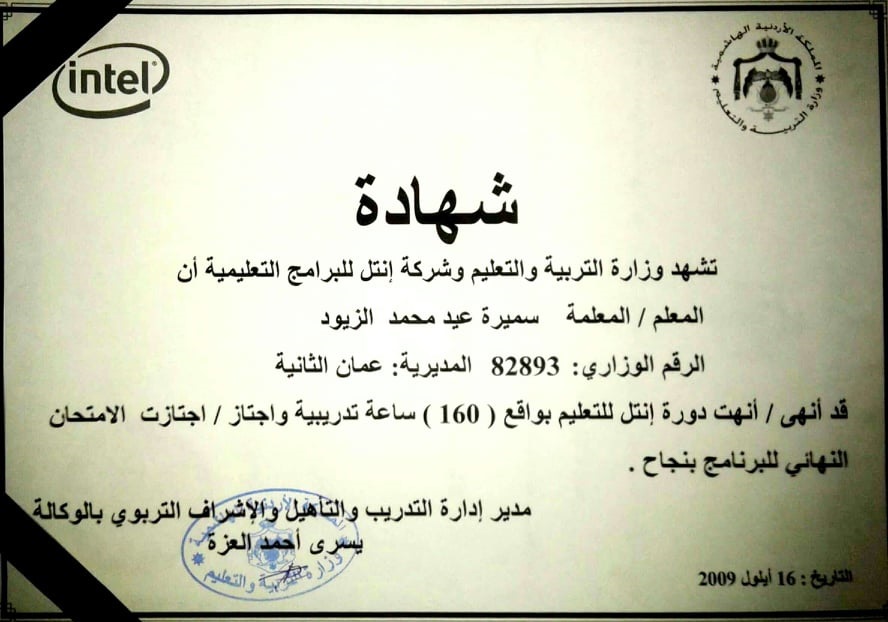 intel
المملكة الأردنية الهاشمية
وزارة التربية والتعليم
شهادة
تشهد وزارة التربية والتعليم وشركة إنتل للبرامج التعليمية أن
المعلم / المعلمة سميرة عيد محمد الزيود
الرقم الوزاري: 82893 المديرية: عمان الثانية
قد أنهى / أنهت دورة إنتل للتعليم بواقع ( 160 ) ساعة تدريبية واجتاز / اجتازت الامتحان
النهائي للبرنامج بنجاح .
مدير إدارة التدريب والتأهيل والإشراف التربوي بالوكالة
يسرى أحمد العزة
وزارة التربية والتعليم
التاريخ : 16 أيلول 2009